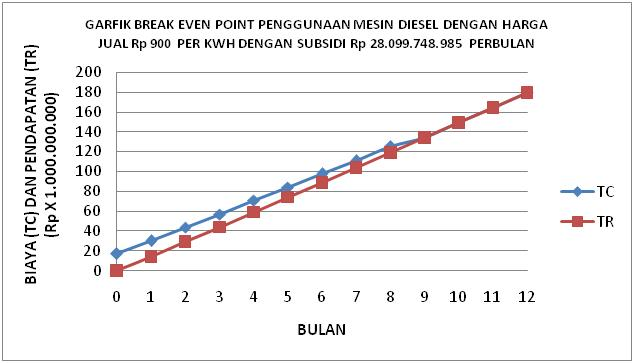 GARFIK BREAK EVEN POINT PENGGUNAAN MESIN DIESEL DENGAN HARGA
JUAL Rp 900 PER KWH DENGAN SUBSIDI Rp 28.099.748.985 PERBULAN
BIAYA (TC) DAN PENDAPATAN (TR)
(Rp X 1.000.000.000)
200
180
160
140
120
100
80
60
40
20
0
0 1 2 3 4 5 6 7 8 9 10 11 12
BULAN
TC
TR